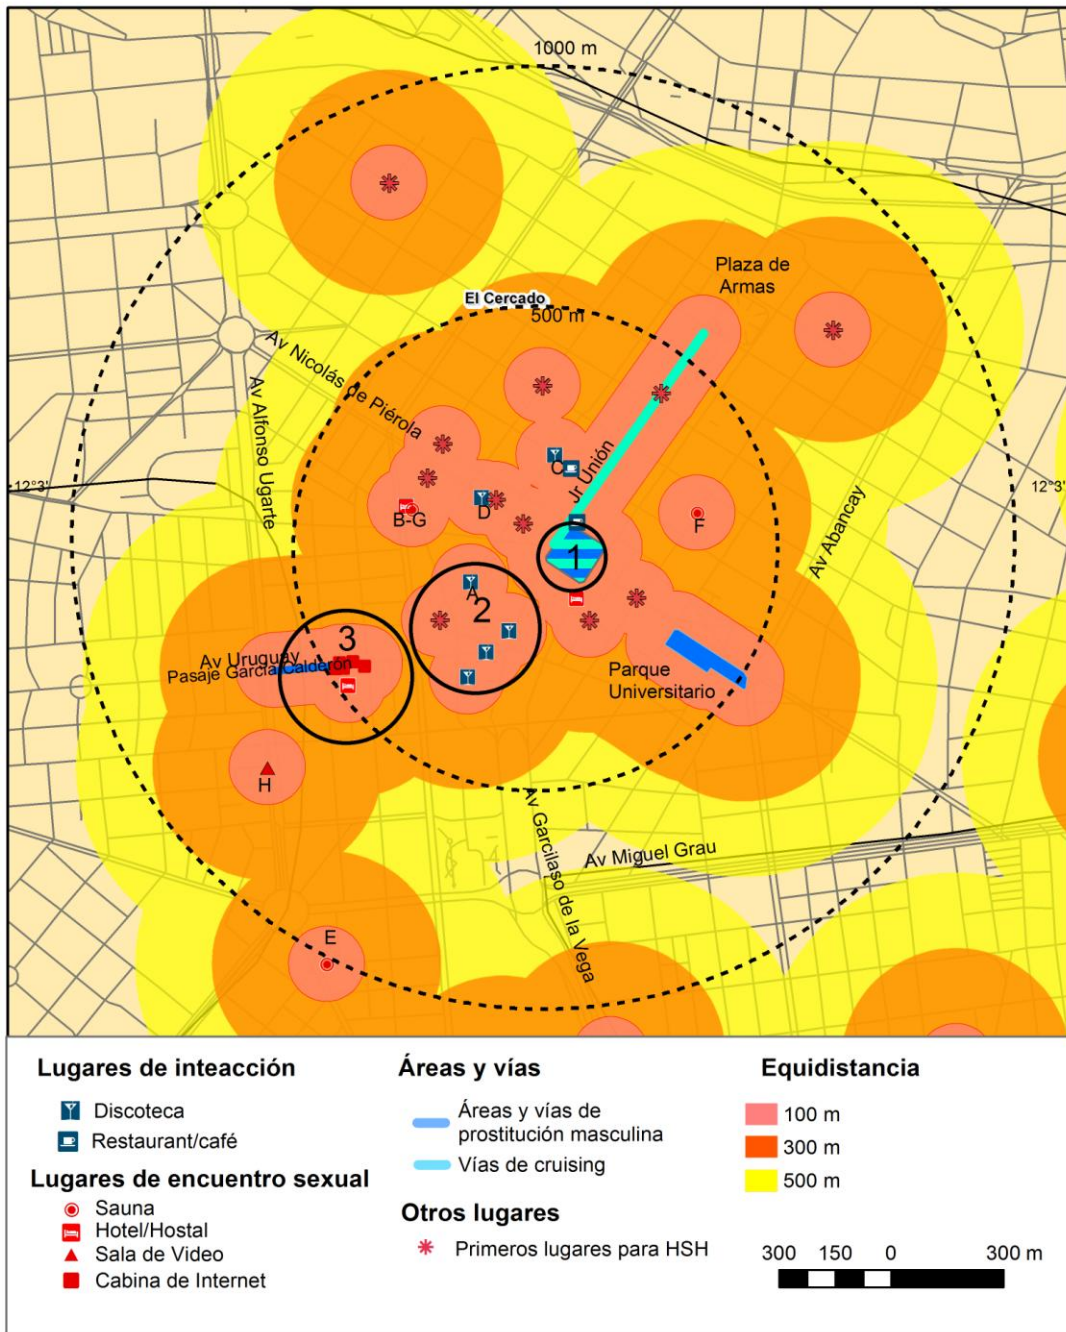 1000 m
Plaza de
Armas
El Cercado
500 m
Av Nicolás de Piérola
Av Alfonso Ugarte
Jr Unión
C
12°3'
12°3'
B-G
D
F
Av Abancay
1
A
2
3
Av Uruguay
Pasaje García Calderón
Parque
Universitario
H
Av Garcilaso de la Vega
Av Miguel Grau
E
Lugares de inteacción
Discoteca
Restaurant/café
Lugares de encuentro sexual
Sauna
Hotel/Hostal
Sala de Video
Cabina de Internet
Áreas y vías
Áreas y vías de
prostitución masculina
Vías de cruising
Otros lugares
Primeros lugares para HSH
Equidistancia
100 m
300 m
500 m
300 150 0 300 m